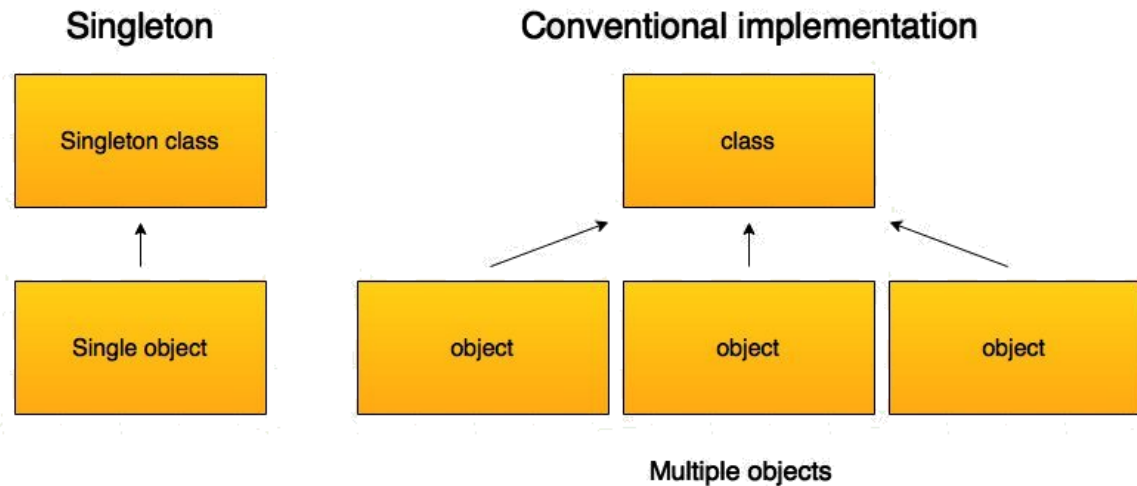 Singleton
Conventional implementation
Singleton class
class
Single object
object
object
object
Multiple objects